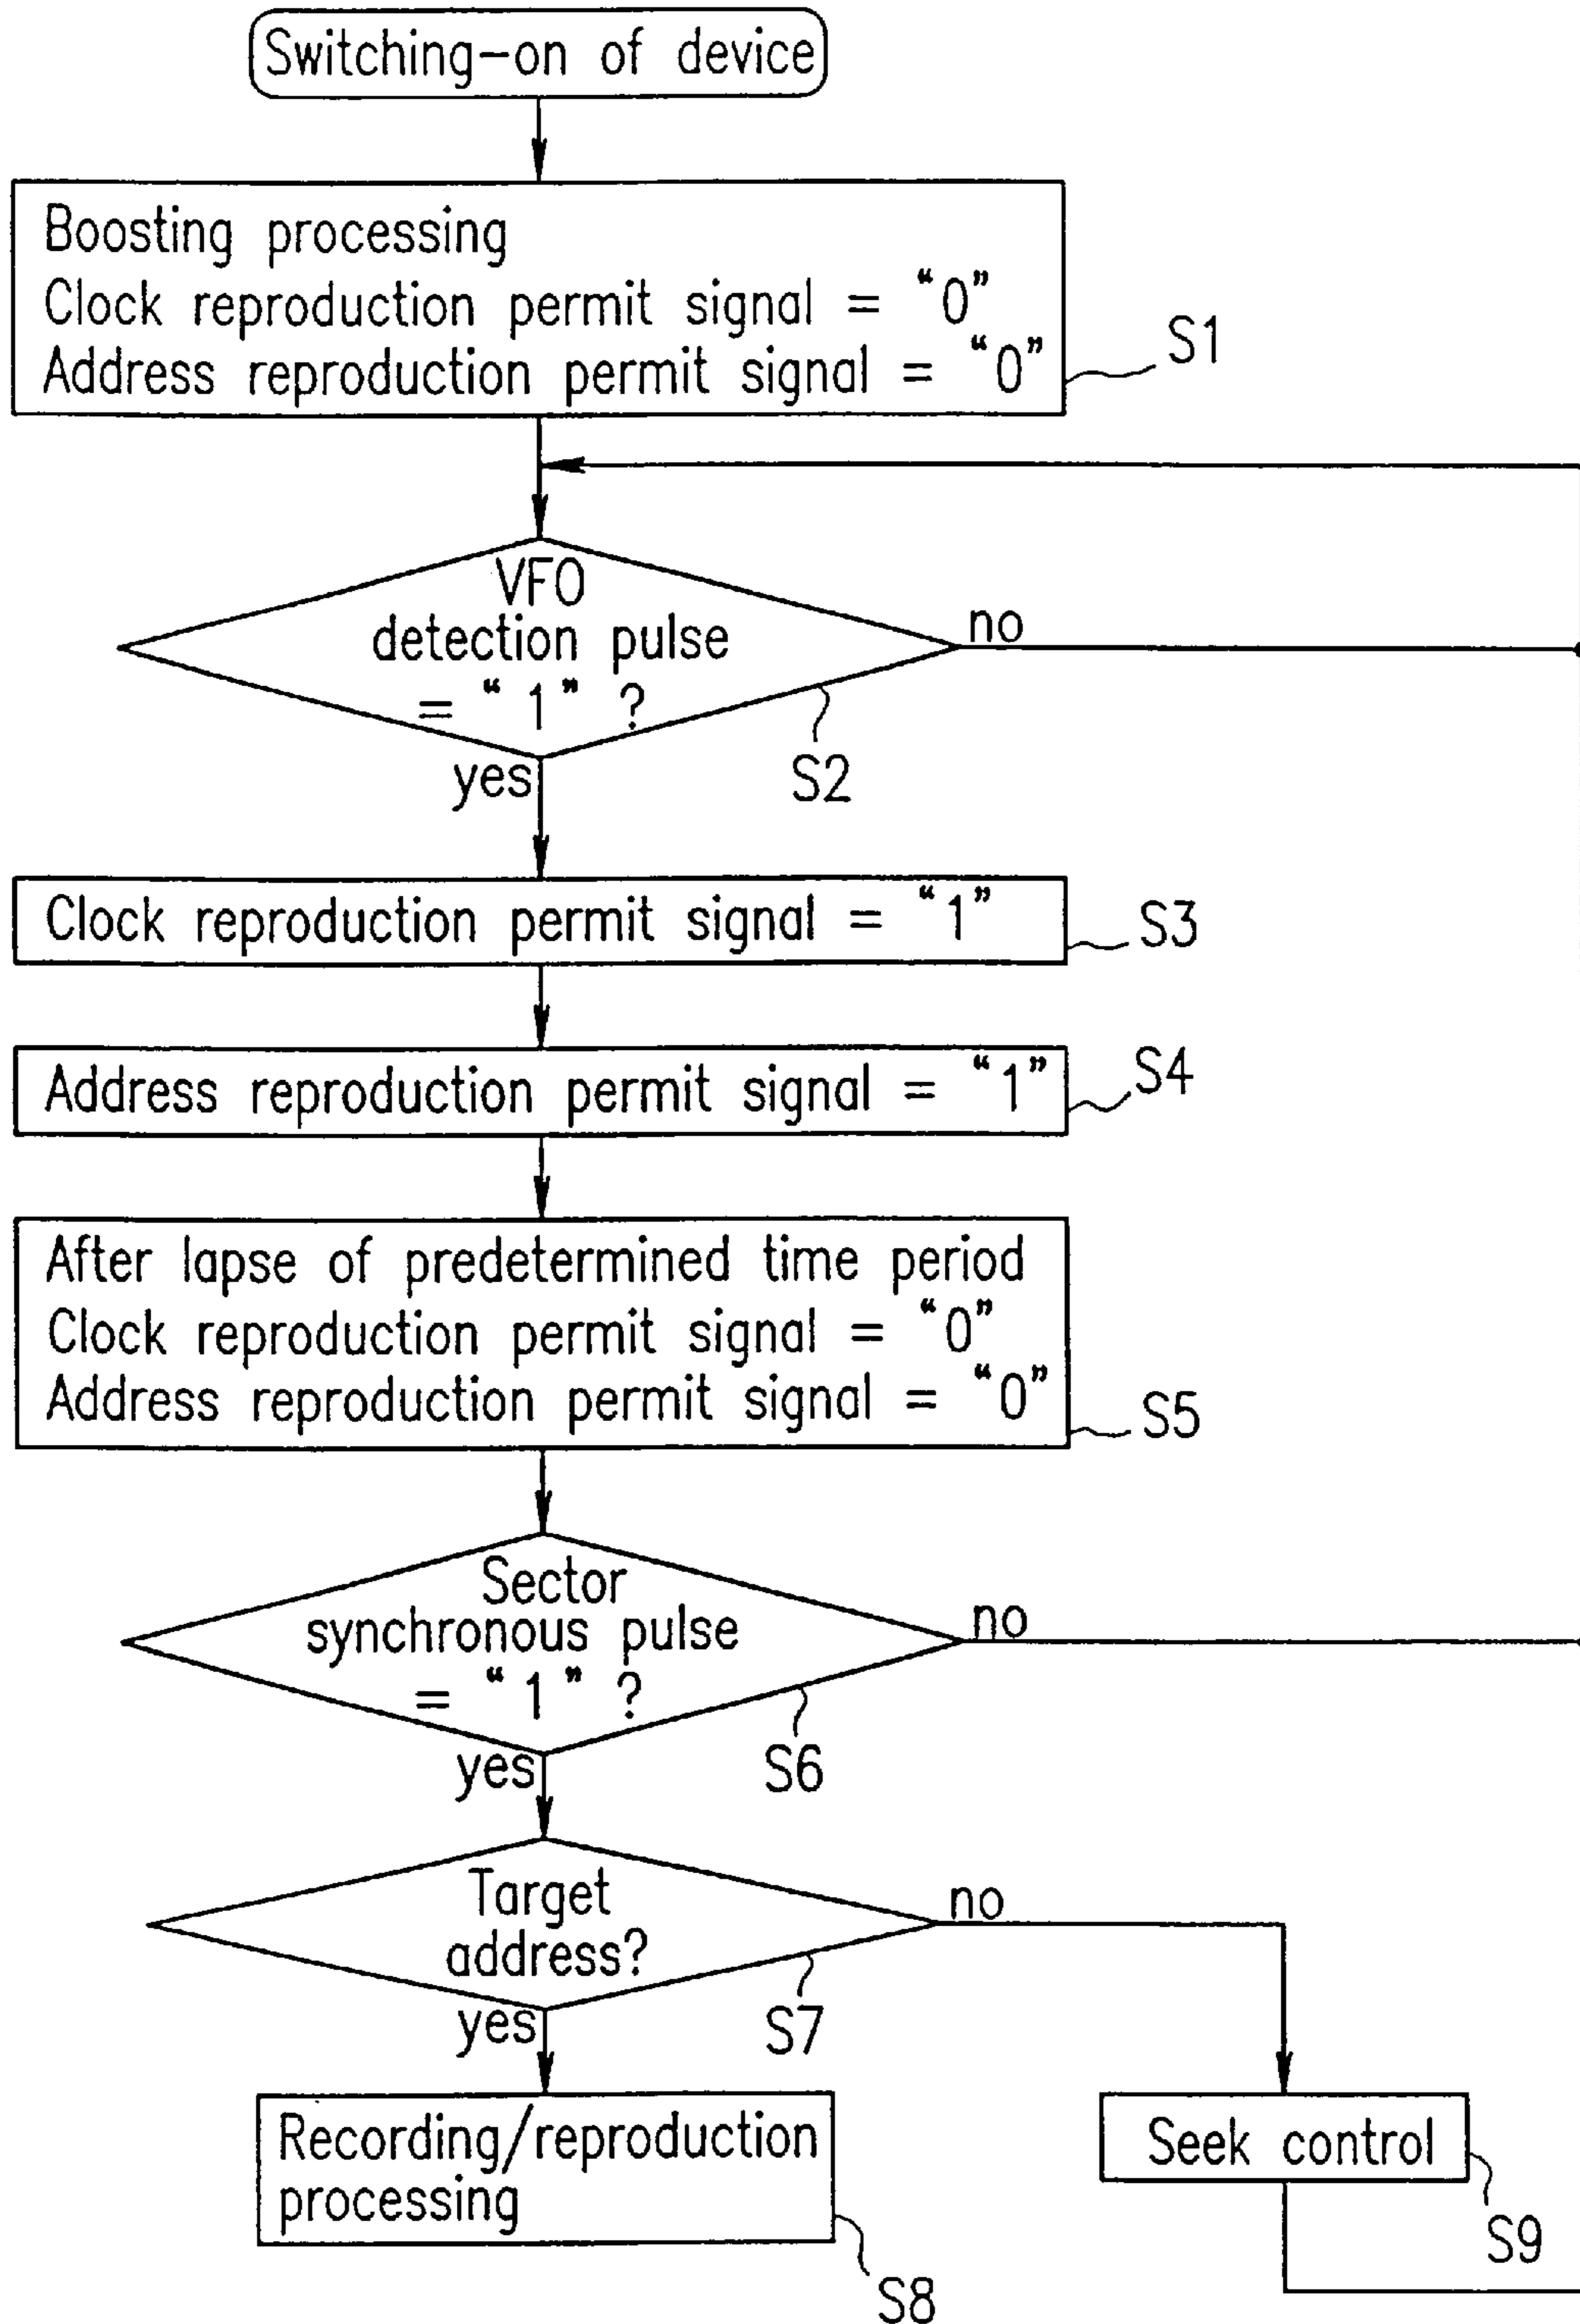 Switching-on of device
Boosting processing
Clock reproduction permit signal = “0”
Address reproduction permit signal = “0”
S1
VFO
detection pulse
= “1” ?
no
S2
yes
Clock reproduction permit signal = “1”
S3
Address reproduction permit signal = “1”
S4
After lapse of predetermined time period
Clock reproduction permit signal = “0”
Address reproduction permit signal = “0”
S5
Sector
synchronous pulse
= “1” ?
no
S6
yes
Target
address?
no
S7
yes
Recording/reproduction
processing
S8
Seek control
S9